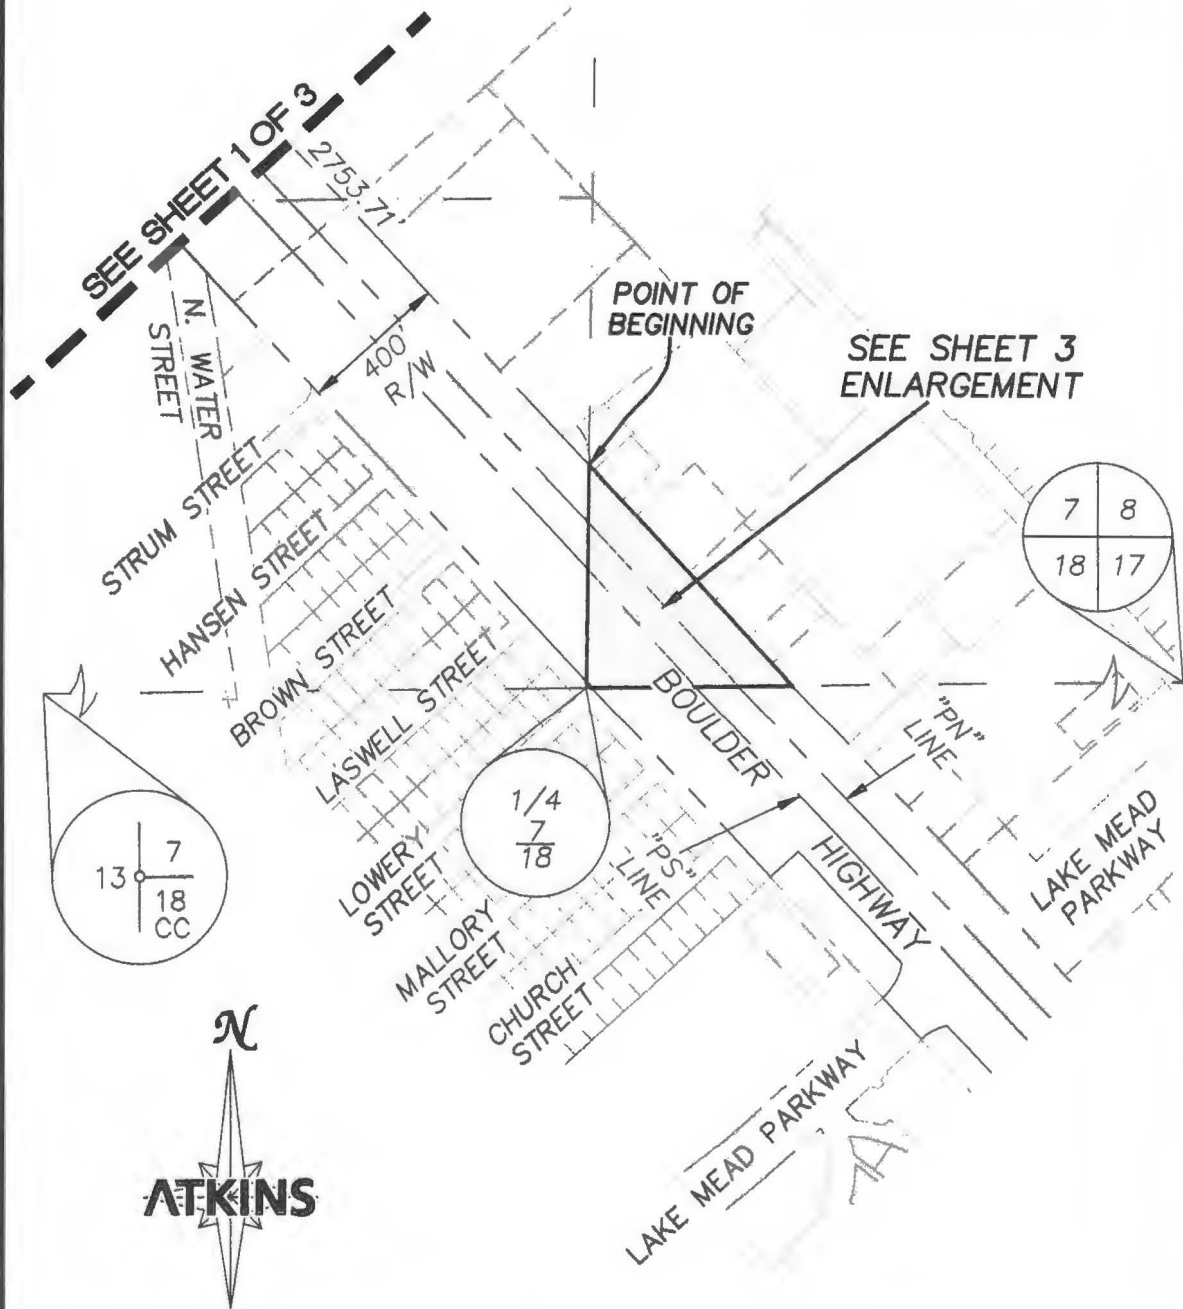 SEE SHEET 1 OF 3
2753.71'
POINT OF
BEGINNING
SEE SHEET 3
ENLARGEMENT
400'
R/W
N. WATER
STREET
STRUM STREET
HANSEN STREET
BROWN STREET
LASWELL STREET
LOWERY
STREET
MALLORY
STREET
CHURCH
STREET
7 8
18 17
BOULDER
HIGHWAY
"PN"
LINE
"PS"
LINE
1/4
7
18
13 7
18
CC
LAKE MEAD
PARKWAY
LAKE MEAD PARKWAY
N
ATKINS